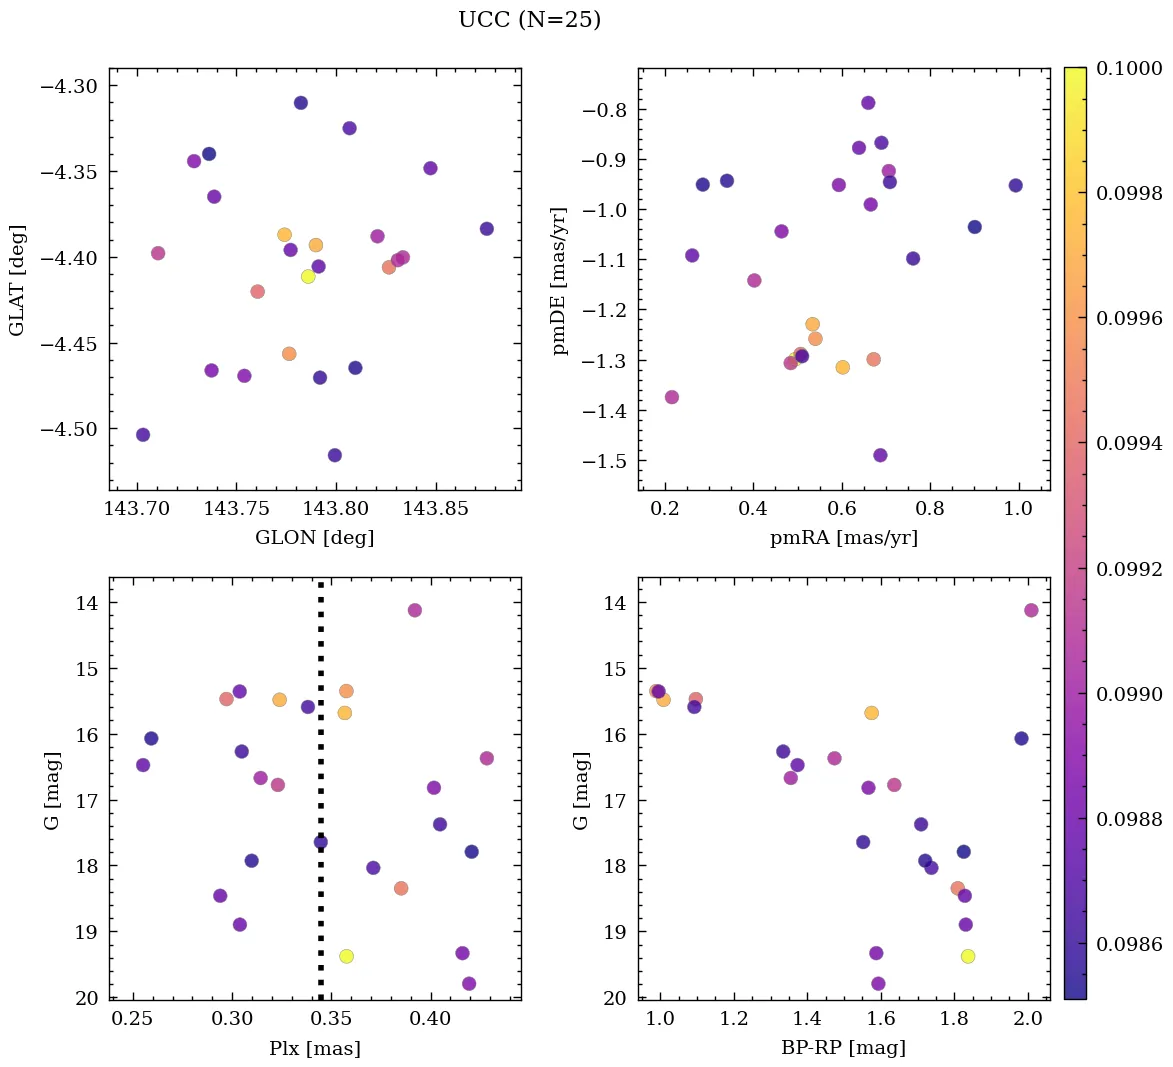 UCC (N=25)
−4.30
−4.35
−4.40
−4.45
−4.50
GLAT [deg]
143.70 143.75 143.80 143.85
GLON [deg]
−0.8
−0.9
−1.0
−1.1
−1.2
−1.3
−1.4
−1.5
pmDE [mas/yr]
0.2 0.4 0.6 0.8 1.0
pmRA [mas/yr]
14
15
16
17
18
19
20
G [mag]
0.25 0.30 0.35 0.40
Plx [mas]
14
15
16
17
18
19
20
G [mag]
1.0 1.2 1.4 1.6 1.8 2.0
BP-RP [mag]
0.1000
0.0998
0.0996
0.0994
0.0992
0.0990
0.0988
0.0986